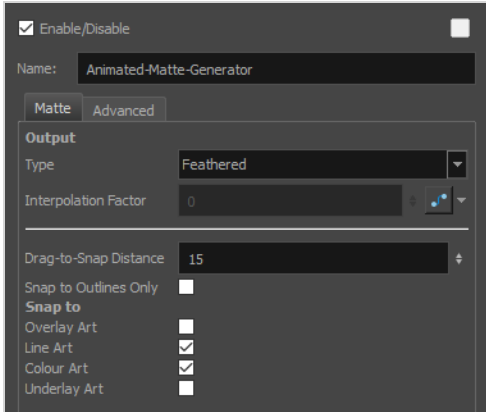 Enable/Disable
Name: Animated-Matte-Generator
Matte Advanced
Output
Type Feathered
Interpolation Factor 0
Drag-to-Snap Distance 15
Snap to Outlines Only
Snap to
Overlay Art
Line Art
Colour Art
Underlay Art